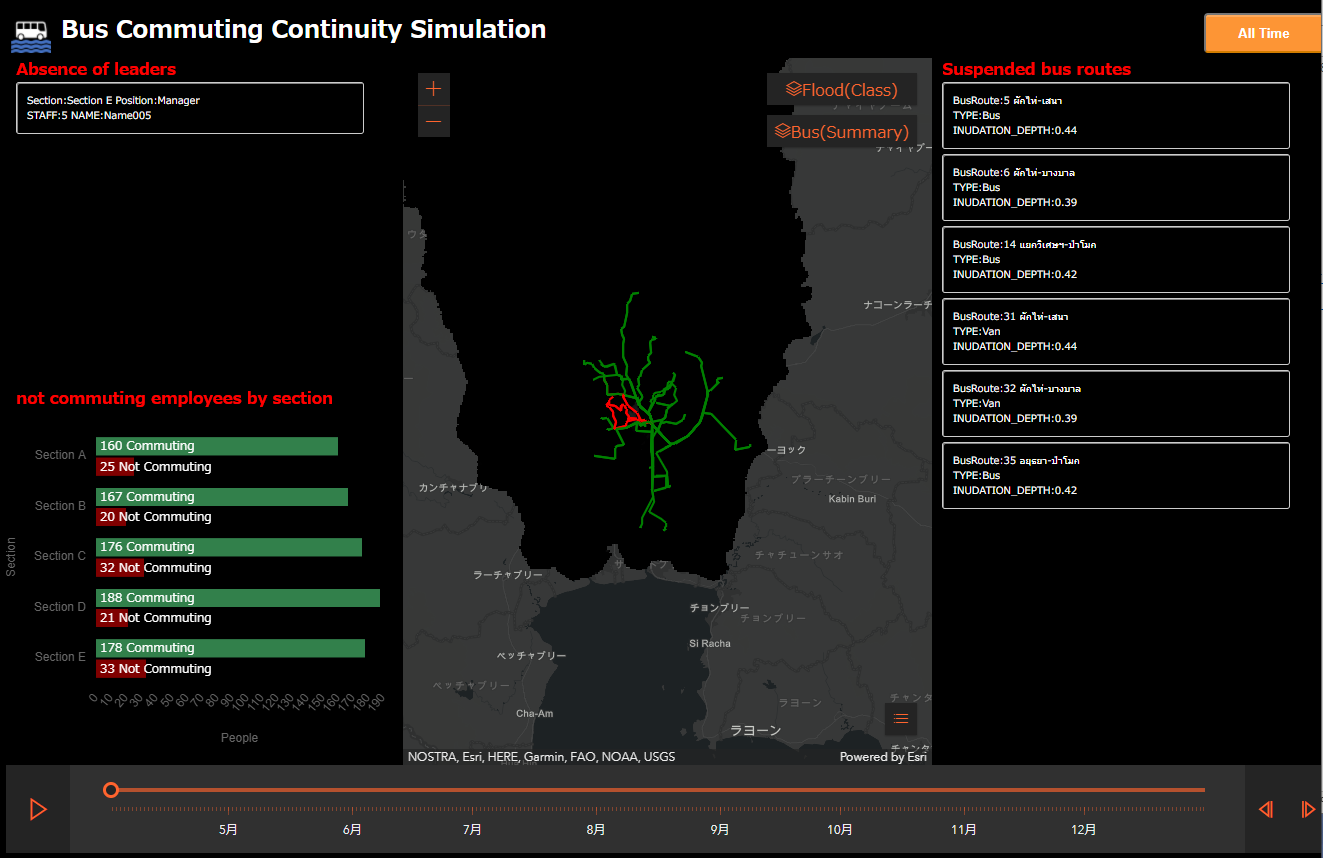 Bus Commuting Continuity Simulation
All Time
Absence of leaders
Section:Section E Position:Manager
STAFF:5 NAME:Name005
not commuting employees by section
Section
Section A
160 Commuting
25 Not Commuting
Section B
167 Commuting
20 Not Commuting
Section C
176 Commuting
32 Not Commuting
Section D
188 Commuting
21 Not Commuting
Section E
178 Commuting
33 Not Commuting
0 10 20 30 40 50 60 70 80 90 100 110 120 130 140 150 160 170 180 190
People
Flood(Class)
Bus(Summary)
ナコーンラーチ
ーヨック
プラーチーンブリー
Kabin Buri
カンチャナブリ
チャチューンサオ
ラーチャブリー
チョンブリー
チョンブリー
Si Racha
ペッチャブリー
ペッチャブリー
Cha-Am
ラヨーン
チャンタ
ラヨーン
NOSTRA, Esri, HERE, Garmin, FAO, NOAA, USGS
Powered by Esri
Suspended bus routes
BusRoute:5 ผักไห่-เสนา
TYPE:Bus
INUDATION_DEPTH:0.44
BusRoute:6 ผักไห่-บางบาล
TYPE:Bus
INUDATION_DEPTH:0.39
BusRoute:14 แยกวิเศษฯ-ป่าโมค
TYPE:Bus
INUDATION_DEPTH:0.42
BusRoute:31 ผักไห่-เสนา
TYPE:Van
INUDATION_DEPTH:0.44
BusRoute:32 ผักไห่-บางบาล
TYPE:Van
INUDATION_DEPTH:0.39
BusRoute:35 อยุธยา-ป่าโมค
TYPE:Bus
INUDATION_DEPTH:0.42
5月
6月
7月
8月
9月
10月
11月
12月